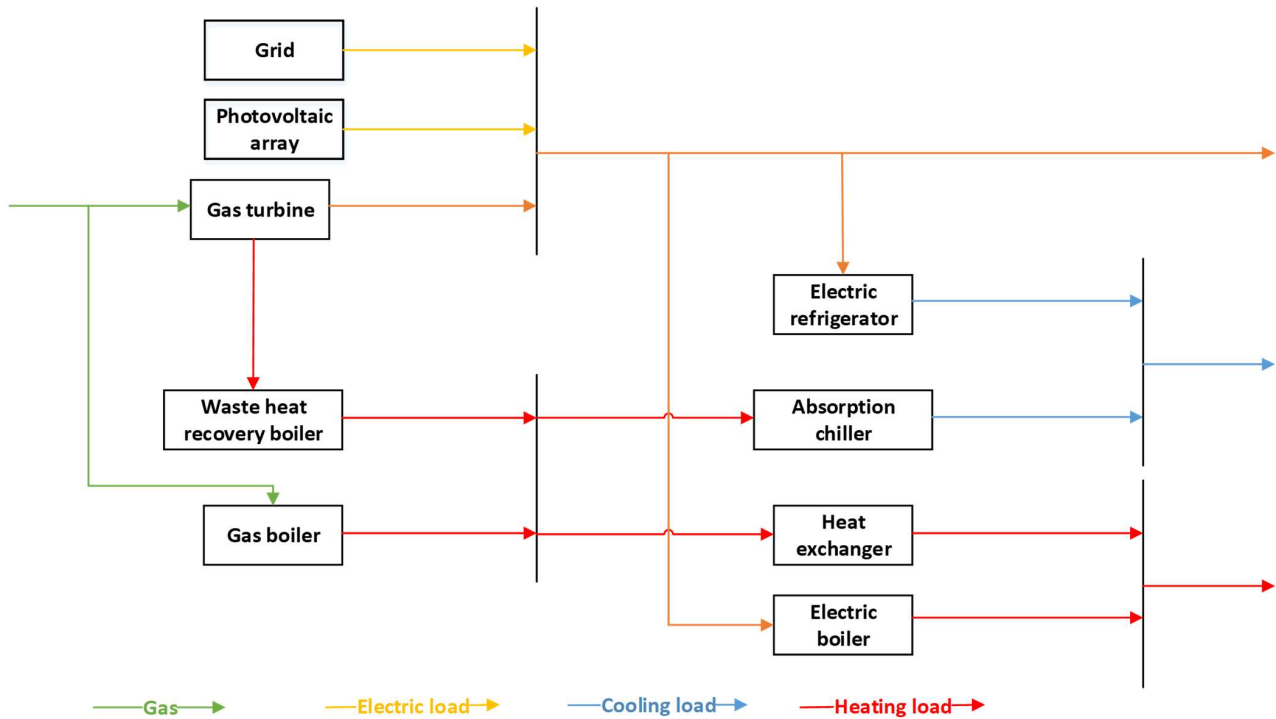 Grid
Photovoltaic
array
Gas turbine
Electric
refrigerator
Waste heat
recovery boiler
Absorption
chiller
Gas boiler
Heat
exchanger
Electric
boiler
Gas
Electric load
Cooling load
Heating load